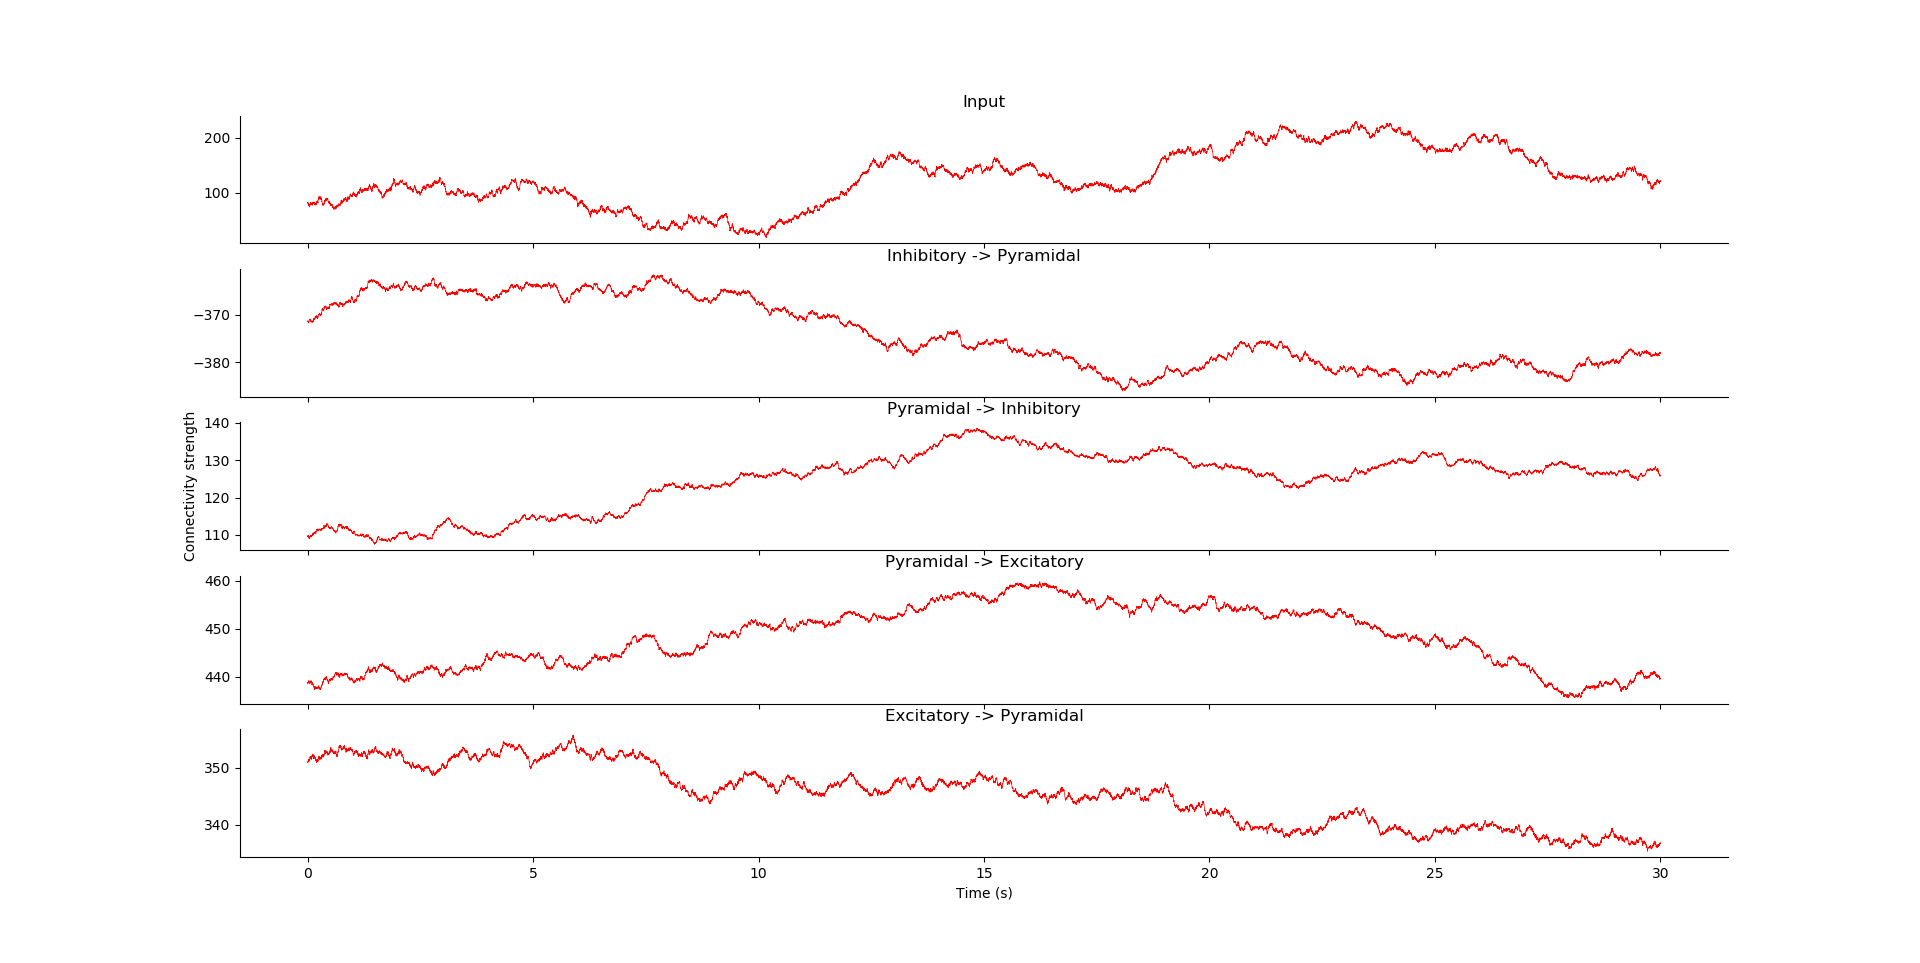 Input
200
100
Inhibitory -> Pyramidal
−370
−380
Pyramidal -> Inhibitory
Connectivity strength
140
130
120
110
Pyramidal -> Excitatory
460
450
440
Excitatory -> Pyramidal
350
340
0 5 10 15 20 25 30
Time (s)